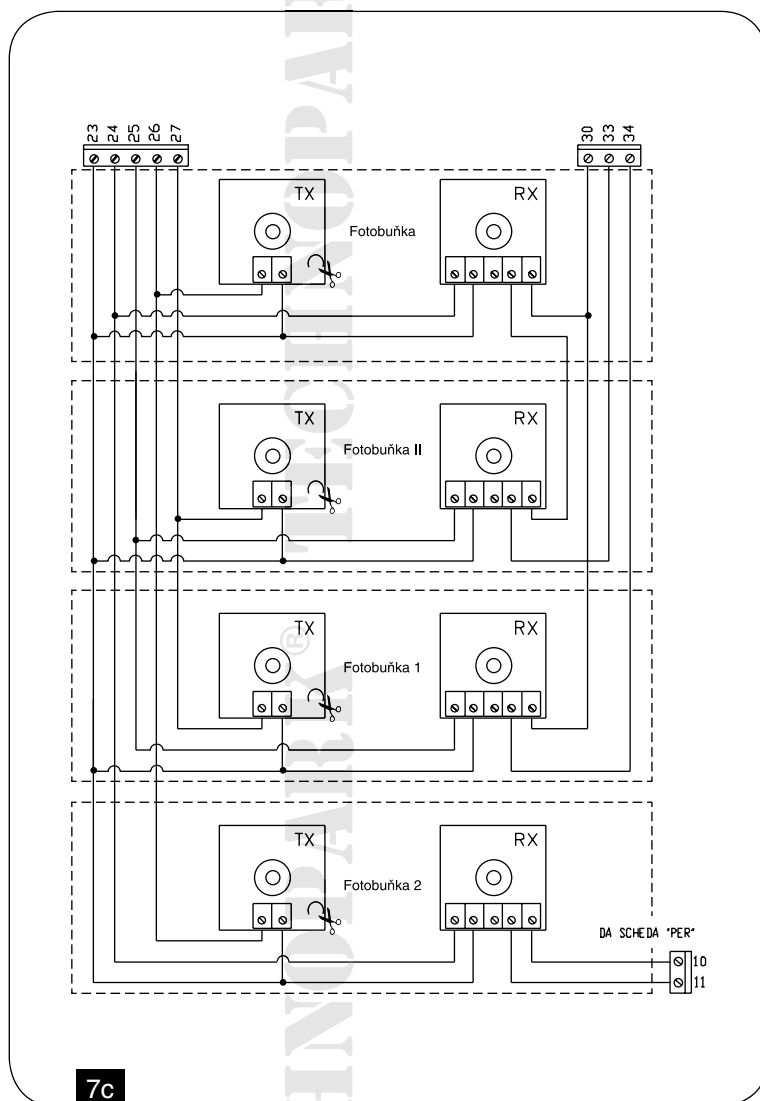 23 24 25 26 27
30 33 34
TX
Fotobuňka
RX
TX
Fotobuňka II
RX
TX
Fotobuňka 1
RX
TX
Fotobuňka 2
RX
DA SCHEDA "PER"
10
11
7c
TECHNOPARK®